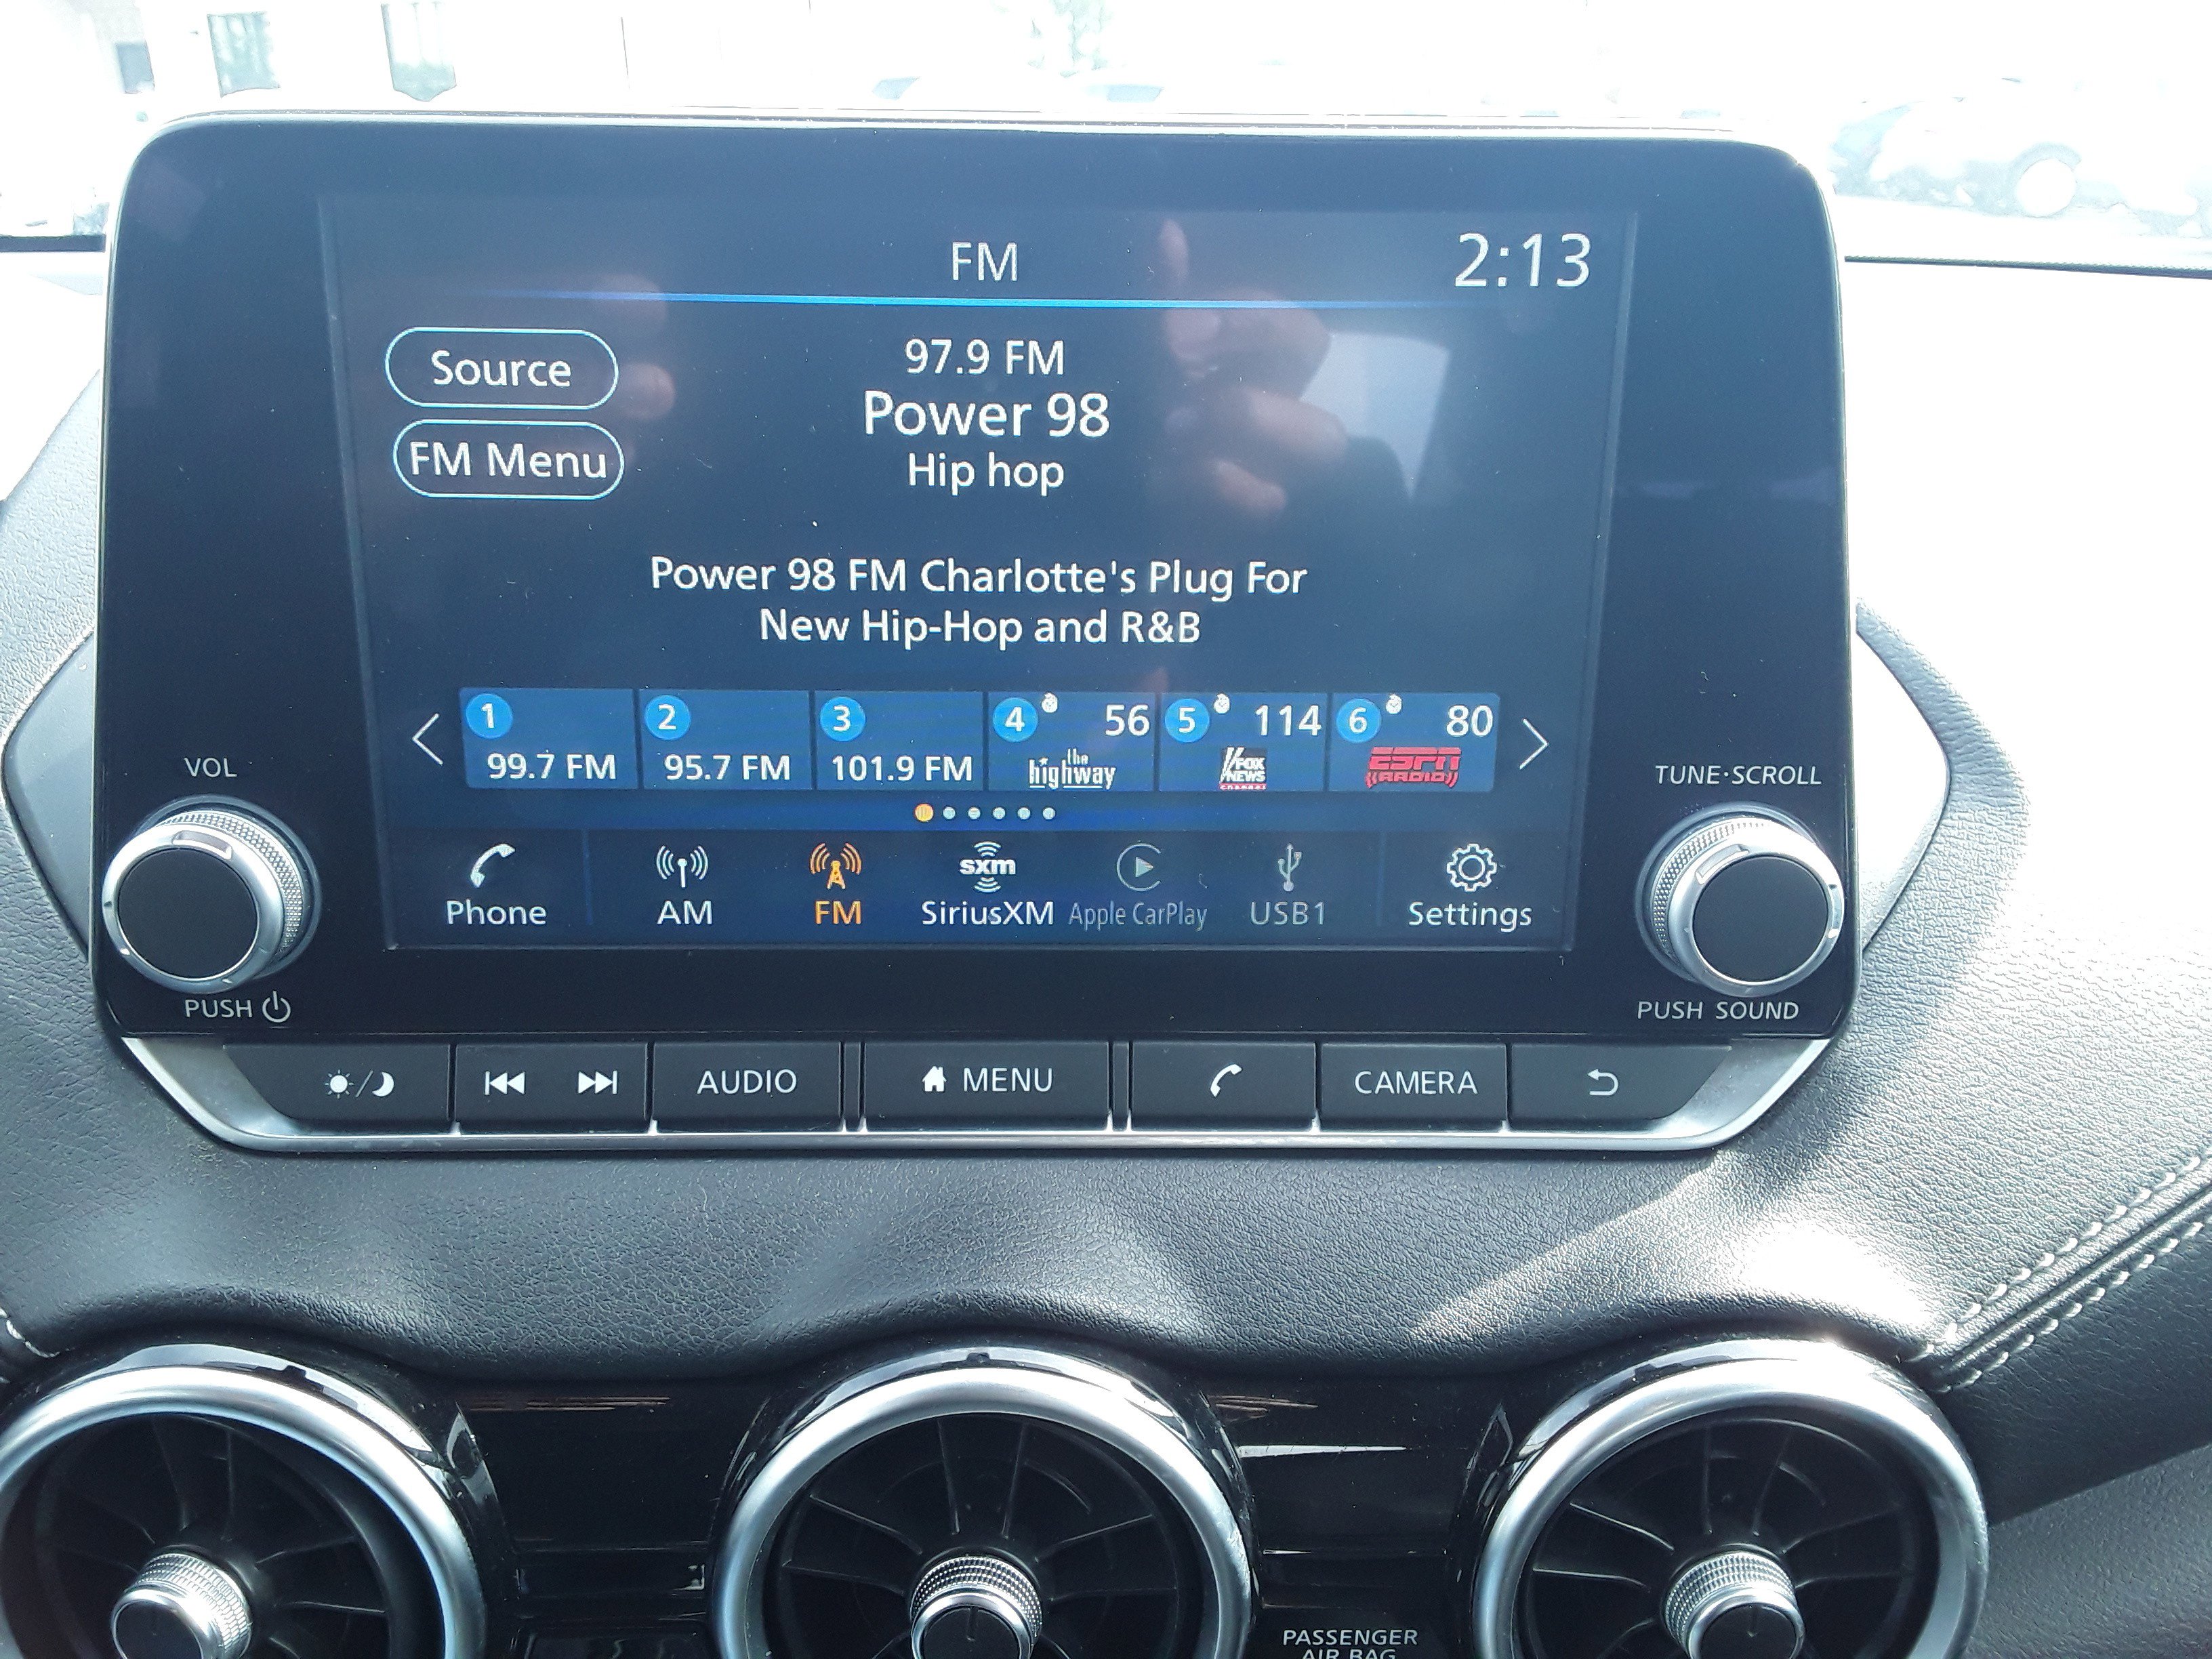 FM
2:13
Source
97.9 FM
Power 98
FM Menu
Hip hop
Power 98 FM Charlotte's Plug For
New Hip-Hop and R&B
1
99.7 FM
2
95.7 FM
3
101.9 FM
4 56
the highway
5 114
FOX NEWS channel
6 80
ESPN RADIO
VOL
PUSH
TUNE·SCROLL
PUSH SOUND
Phone
AM
FM
sxm
SiriusXM
Apple CarPlay
USB1
Settings
AUDIO
MENU
CAMERA
PASSENGER
AIR BAG